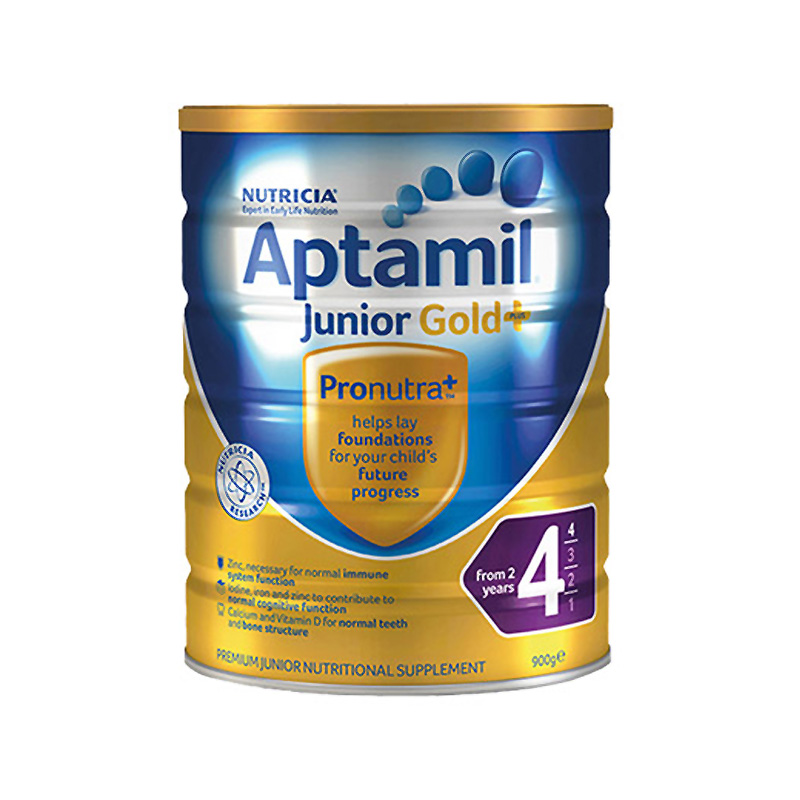 NUTRICIA®
Expert in Early Life Nutrition
Aptamil®
Junior Gold+ PLUS
Pronutra+™
helps lay
foundations
for your child's
future
progress
NUTRICIA
RESEARCH
4
3
2
1
from 2
years
4
Zinc, necessary for normal immune
system function
Iodine, iron and zinc to contribute to
normal cognitive function
Calcium and Vitamin D for normal teeth
and bone structure
PREMIUM JUNIOR NUTRITIONAL SUPPLEMENT
900g℮